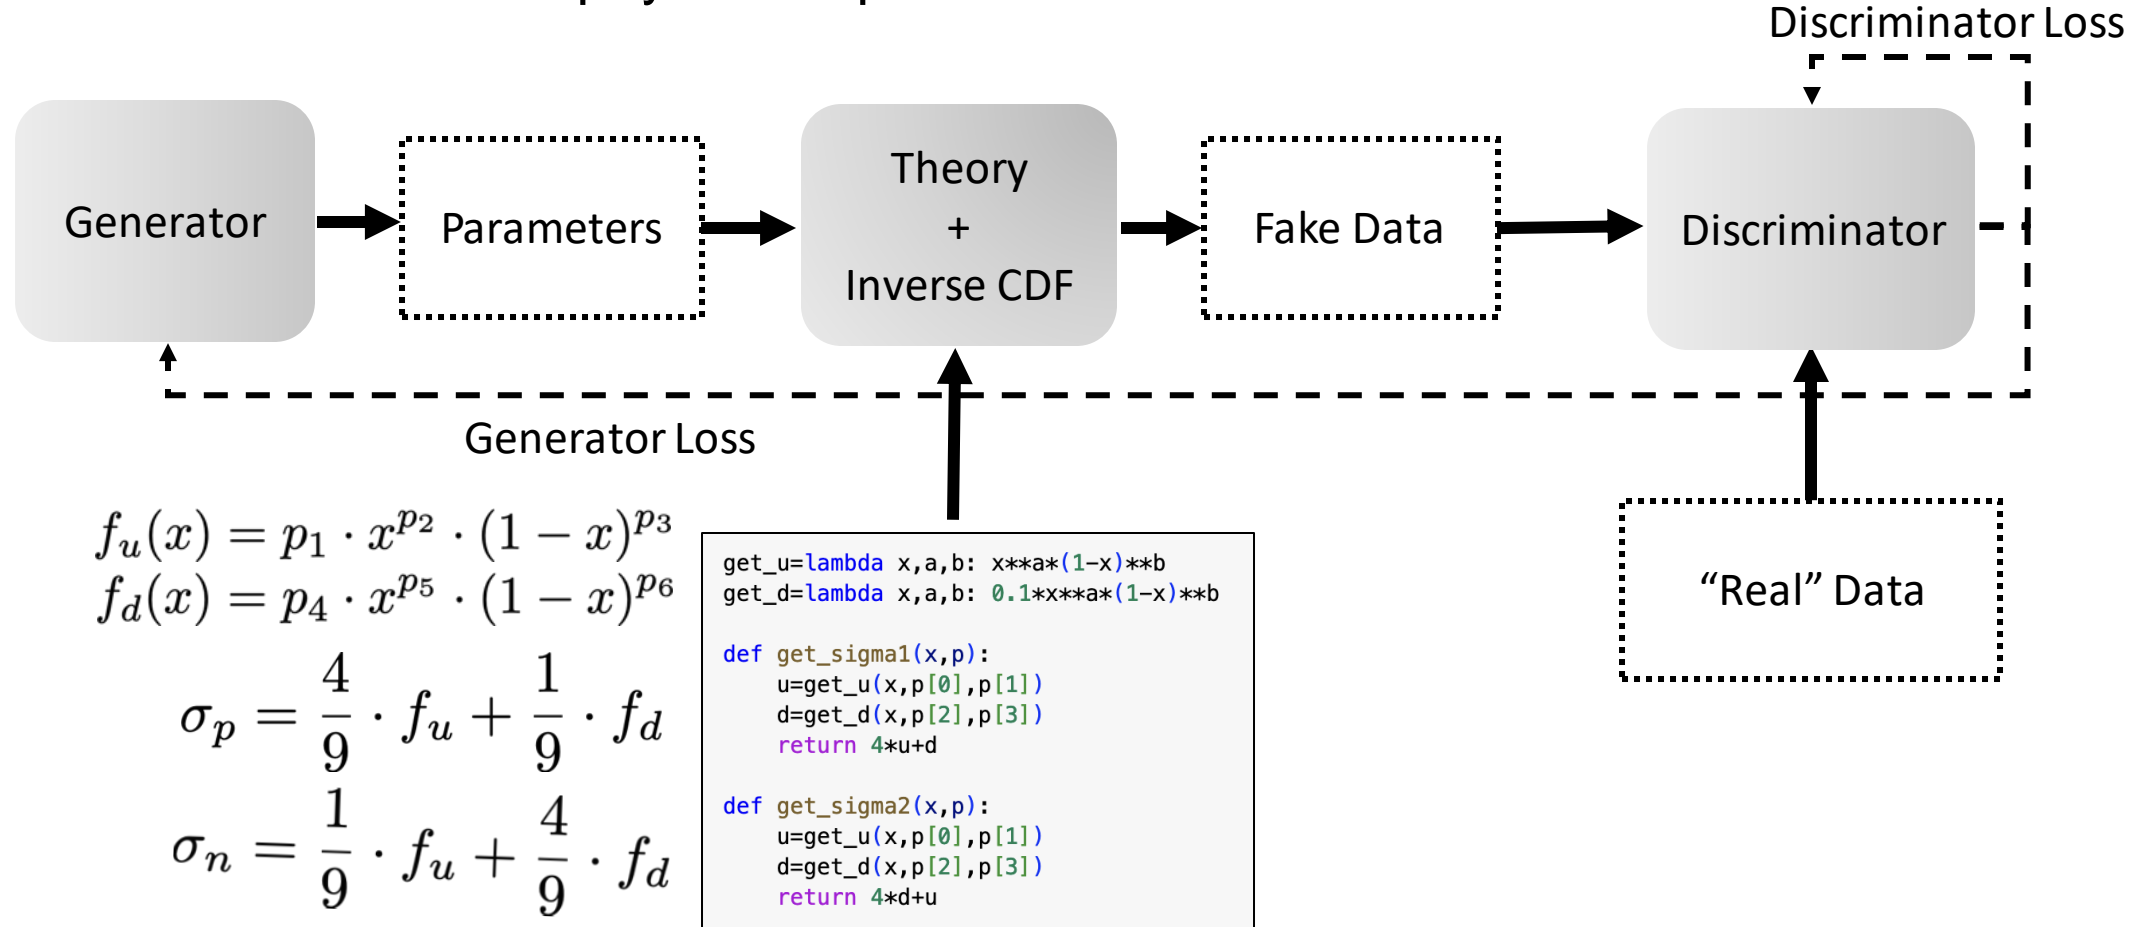 Discriminator Loss
Generator
Parameters
Theory
+
Inverse CDF
Fake Data
Discriminator
Generator Loss
“Real” Data
f_u(x) = p_1 · x^{p_2} · (1 − x)^{p_3}
f_d(x) = p_4 · x^{p_5} · (1 − x)^{p_6}
σ_p = 4/9 · f_u + 1/9 · f_d
σ_n = 1/9 · f_u + 4/9 · f_d
get_u=lambda x,a,b: x**a*(1-x)**b
get_d=lambda x,a,b: 0.1*x**a*(1-x)**b
def get_sigma1(x,p):
    u=get_u(x,p[0],p[1])
    d=get_d(x,p[2],p[3])
    return 4*u+d
def get_sigma2(x,p):
    u=get_u(x,p[0],p[1])
    d=get_d(x,p[2],p[3])
    return 4*d+u